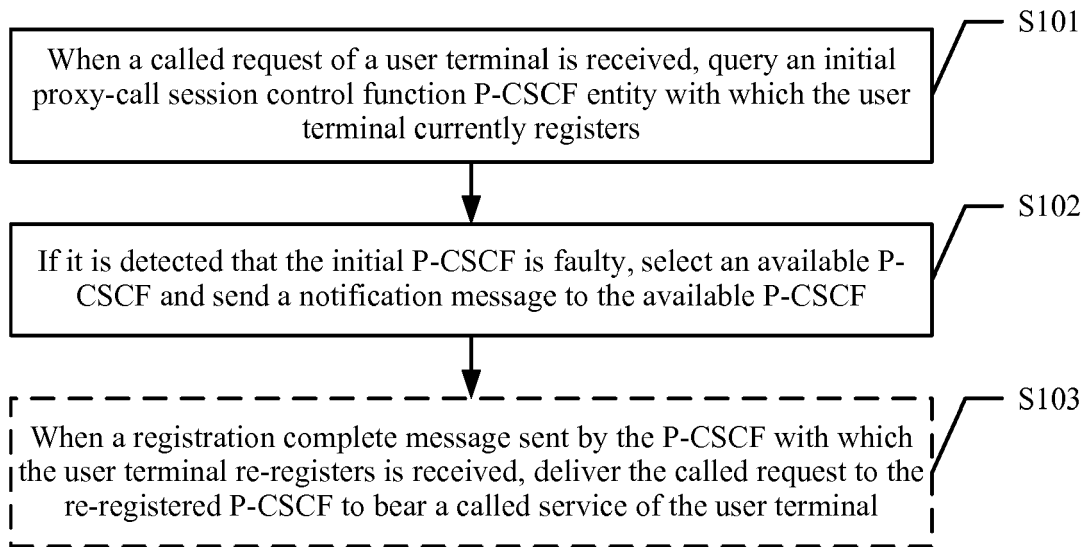 S101
When a called request of a user terminal is received, query an initial
proxy-call session control function P-CSCF entity with which the user
terminal currently registers
S102
If it is detected that the initial P-CSCF is faulty, select an available P-
CSCF and send a notification message to the available P-CSCF
S103
When a registration complete message sent by the P-CSCF with which
the user terminal re-registers is received, deliver the called request to the
re-registered P-CSCF to bear a called service of the user terminal